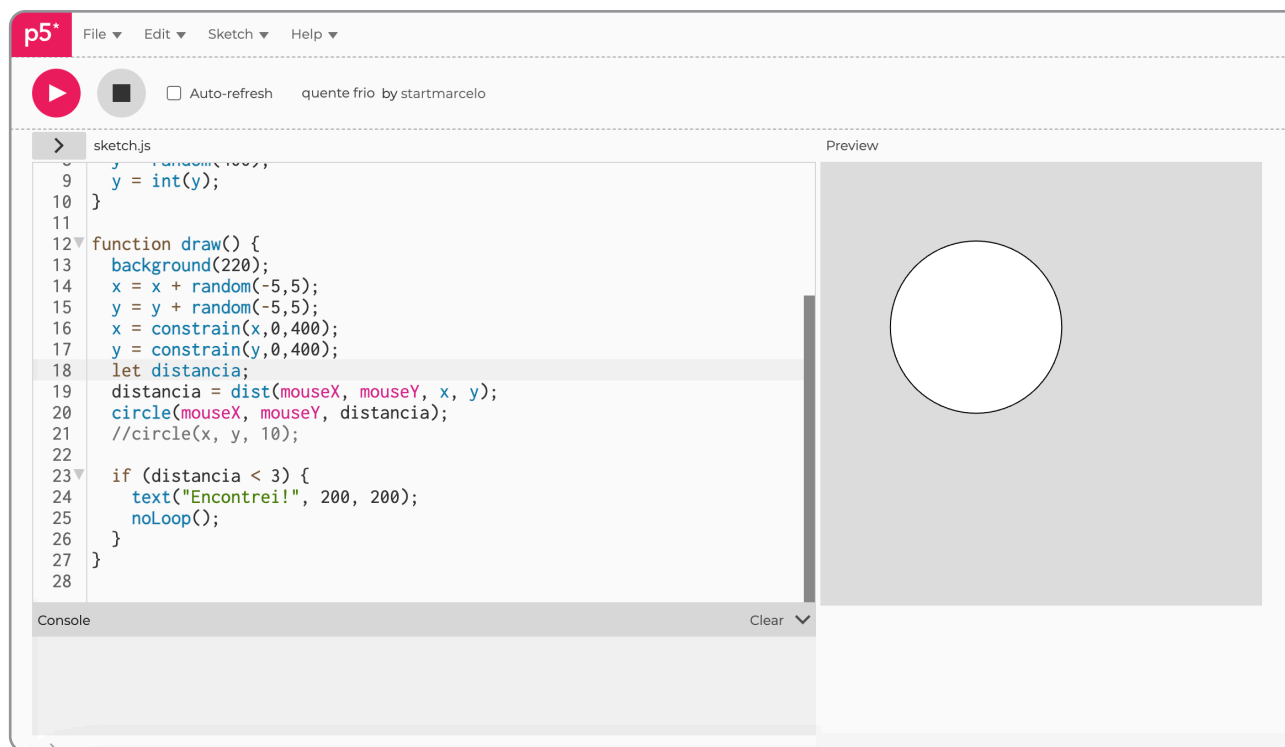 p5* File Edit Sketch Help
Auto-refresh quente frio by startmarcelo
sketch.js
Preview
8 y = random(400);
9 y = int(y);
10 }
11
12 function draw() {
13 background(220);
14 x = x + random(-5,5);
15 y = y + random(-5,5);
16 x = constrain(x,0,400);
17 y = constrain(y,0,400);
18 let distancia;
19 distancia = dist(mouseX, mouseY, x, y);
20 circle(mouseX, mouseY, distancia);
21 //circle(x, y, 10);
22
23 if (distancia < 3) {
24 text("Encontrei!", 200, 200);
25 noLoop();
26 }
27 }
28
Console Clear